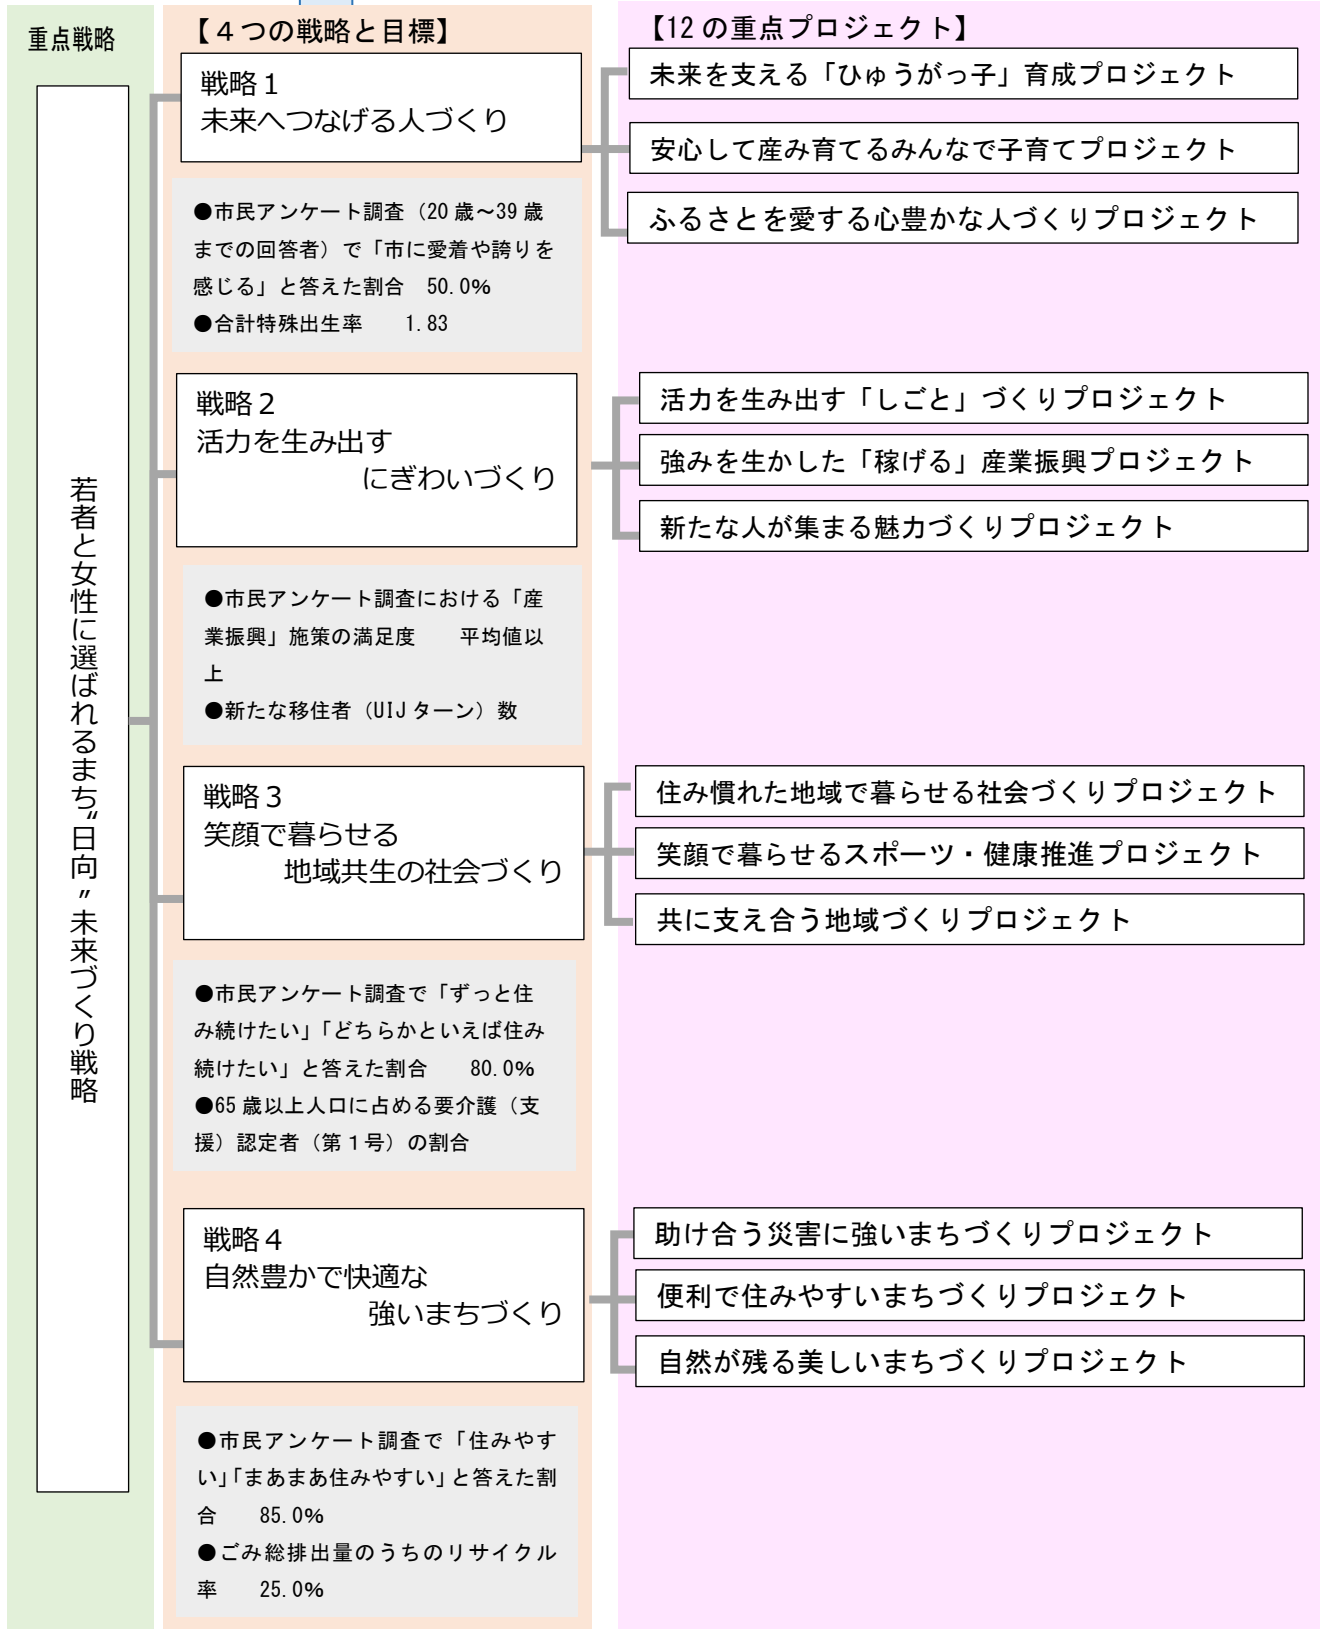 重点戦略
若者と女性に選ばれるまち“日向”未来づくり戦略
【４つの戦略と目標】
戦略１
未来へつなげる人づくり
●市民アンケート調査（20歳～39歳
までの回答者）で「市に愛着や誇りを
感じる」と答えた割合　50.0%
●合計特殊出生率　　1.83
戦略２
活力を生み出す
にぎわいづくり
●市民アンケート調査における「産
業振興」施策の満足度　　平均値以
上
●新たな移住者（UIJターン）数
戦略３
笑顔で暮らせる
地域共生の社会づくり
●市民アンケート調査で「ずっと住
み続けたい」「どちらかといえば住み
続けたい」と答えた割合　　80.0%
●65歳以上人口に占める要介護（支
援）認定者（第１号）の割合
戦略４
自然豊かで快適な
強いまちづくり
●市民アンケート調査で「住みやす
い」「まあまあ住みやすい」と答えた割
合　　85.0%
●ごみ総排出量のうちのリサイクル
率　　25.0%
【12の重点プロジェクト】
未来を支える「ひゅうがっ子」育成プロジェクト
安心して産み育てるみんなで子育てプロジェクト
ふるさとを愛する心豊かな人づくりプロジェクト
活力を生み出す「しごと」づくりプロジェクト
強みを生かした「稼げる」産業振興プロジェクト
新たな人が集まる魅力づくりプロジェクト
住み慣れた地域で暮らせる社会づくりプロジェクト
笑顔で暮らせるスポーツ・健康推進プロジェクト
共に支え合う地域づくりプロジェクト
助け合う災害に強いまちづくりプロジェクト
便利で住みやすいまちづくりプロジェクト
自然が残る美しいまちづくりプロジェクト